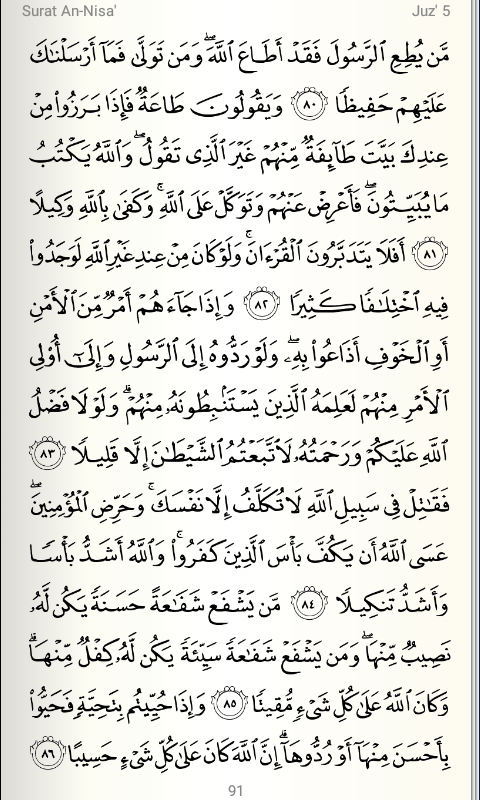 Surat An-Nisa' Juz' 5
مَّن يُطِعِ ٱلرَّسُولَ فَقَدْ أَطَاعَ ٱللَّهَ ۖ وَمَن تَوَلَّىٰ فَمَآ أَرْسَلْنَٰكَ
عَلَيْهِمْ حَفِيظًا ٨٠ وَيَقُولُونَ طَاعَةٌ فَإِذَا بَرَزُوا۟ مِنْ
عِندِكَ بَيَّتَ طَآئِفَةٌ مِّنْهُمْ غَيْرَ ٱلَّذِى تَقُولُ ۖ وَٱللَّهُ يَكْتُبُ
مَا يُبَيِّتُونَ ۖ فَأَعْرِضْ عَنْهُمْ وَتَوَكَّلْ عَلَى ٱللَّهِ ۚ وَكَفَىٰ بِٱللَّهِ وَكِيلًا
٨١ أَفَلَا يَتَدَبَّرُونَ ٱلْقُرْءَانَ ۚ وَلَوْ كَانَ مِنْ عِندِ غَيْرِ ٱللَّهِ لَوَجَدُوا۟
فِيهِ ٱخْتِلَٰفًا كَثِيرًا ٨٢ وَإِذَا جَآءَهُمْ أَمْرٌ مِّنَ ٱلْأَمْنِ
أَوِ ٱلْخَوْفِ أَذَاعُوا۟ بِهِۦ ۖ وَلَوْ رَدُّوهُ إِلَى ٱلرَّسُولِ وَإِلَىٰٓ أُو۟لِى
ٱلْأَمْرِ مِنْهُمْ لَعَلِمَهُ ٱلَّذِينَ يَسْتَنۢبِطُونَهُۥ مِنْهُمْ ۗ وَلَوْلَا فَضْلُ
ٱللَّهِ عَلَيْكُمْ وَرَحْمَتُهُۥ لَٱتَّبَعْتُمُ ٱلشَّيْطَٰنَ إِلَّا قَلِيلًا ٨٣
فَقَٰتِلْ فِى سَبِيلِ ٱللَّهِ لَا تُكَلَّفُ إِلَّا نَفْسَكَ ۚ وَحَرِّضِ ٱلْمُؤْمِنِينَ ۖ
عَسَى ٱللَّهُ أَن يَكُفَّ بَأْسَ ٱلَّذِينَ كَفَرُوا۟ ۚ وَٱللَّهُ أَشَدُّ بَأْسًا
وَأَشَدُّ تَنكِيلًا ٨٤ مَّن يَشْفَعْ شَفَٰعَةً حَسَنَةً يَكُن لَّهُۥ
نَصِيبٌ مِّنْهَا ۖ وَمَن يَشْفَعْ شَفَٰعَةً سَيِّئَةً يَكُن لَّهُۥ كِفْلٌ مِّنْهَا ۗ
وَكَانَ ٱللَّهُ عَلَىٰ كُلِّ شَىْءٍ مُّقِيتًا ٨٥ وَإِذَا حُيِّيتُم بِتَحِيَّةٍ فَحَيُّوا۟
بِأَحْسَنَ مِنْهَآ أَوْ رُدُّوهَآ ۗ إِنَّ ٱللَّهَ كَانَ عَلَىٰ كُلِّ شَىْءٍ حَسِيبًا ٨٦
91